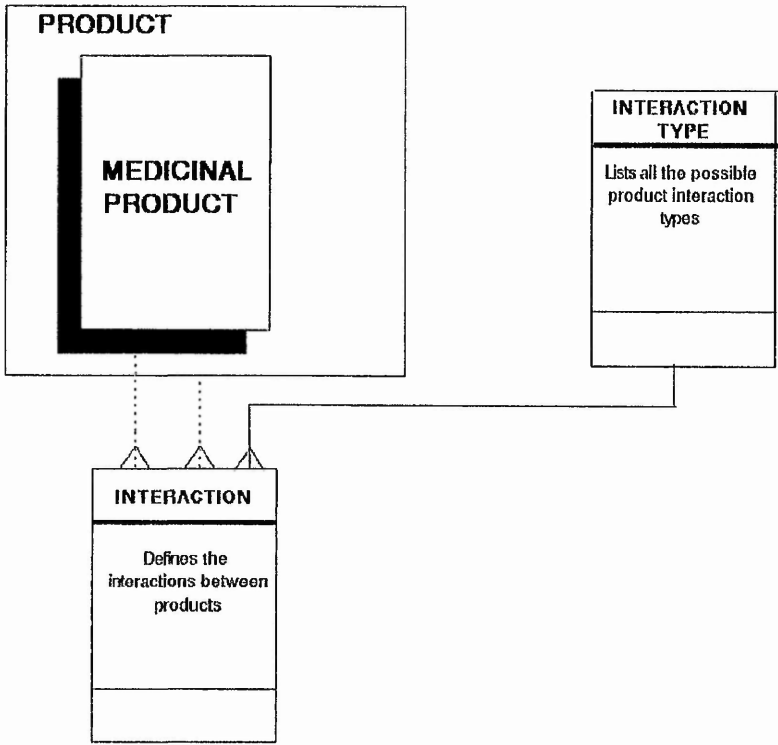 PRODUCT
MEDICINAL
PRODUCT
INTERACTION
TYPE
Lists all the possible
product interaction
types
INTERACTION
Defines the
interactions between
products